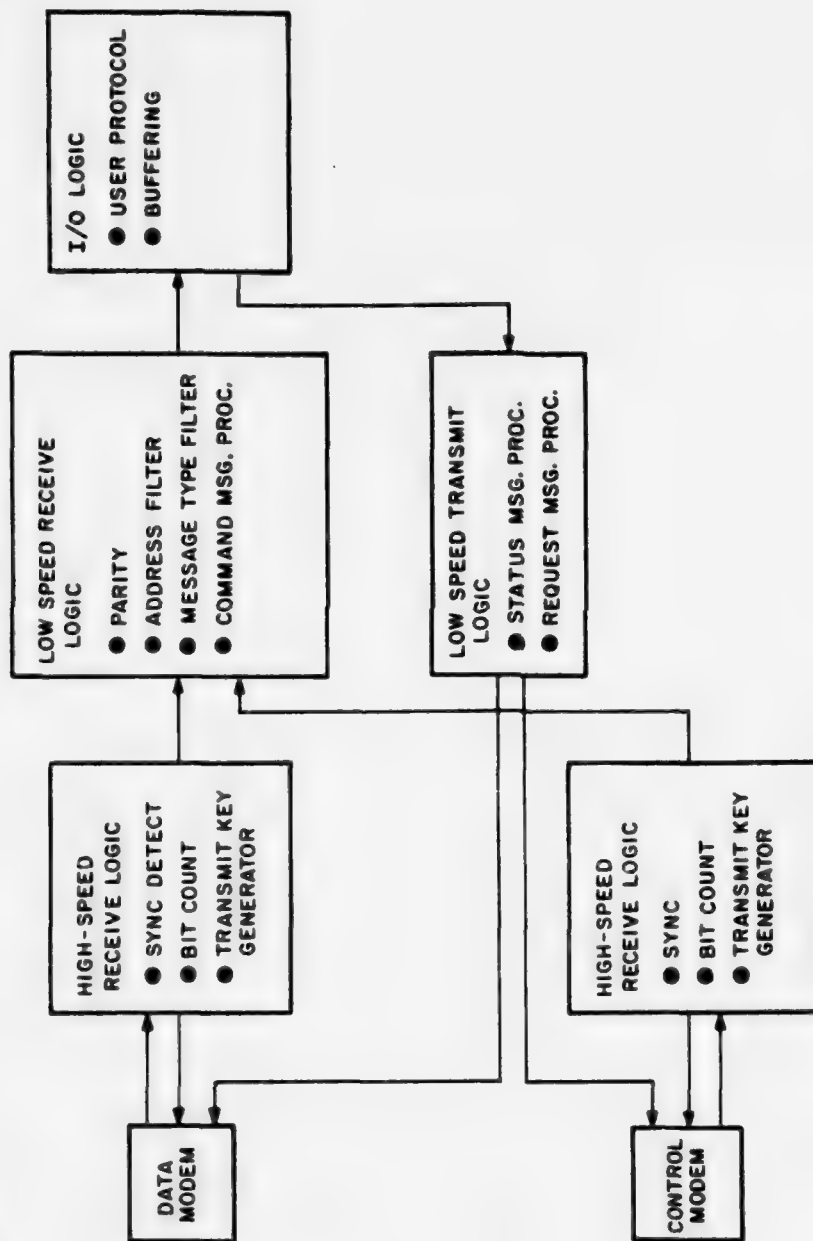 DATA
MODEM
HIGH-SPEED
RECEIVE LOGIC
● SYNC DETECT
● BIT COUNT
● TRANSMIT KEY
GENERATOR
LOW SPEED RECEIVE
LOGIC
● PARITY
● ADDRESS FILTER
● MESSAGE TYPE FILTER
● COMMAND MSG. PROC.
I/O LOGIC
● USER PROTOCOL
● BUFFERING
LOW SPEED TRANSMIT
LOGIC
● STATUS MSG. PROC.
● REQUEST MSG. PROC.
CONTROL
MODEM
HIGH-SPEED
RECEIVE LOGIC
● SYNC
● BIT COUNT
● TRANSMIT KEY
GENERATOR